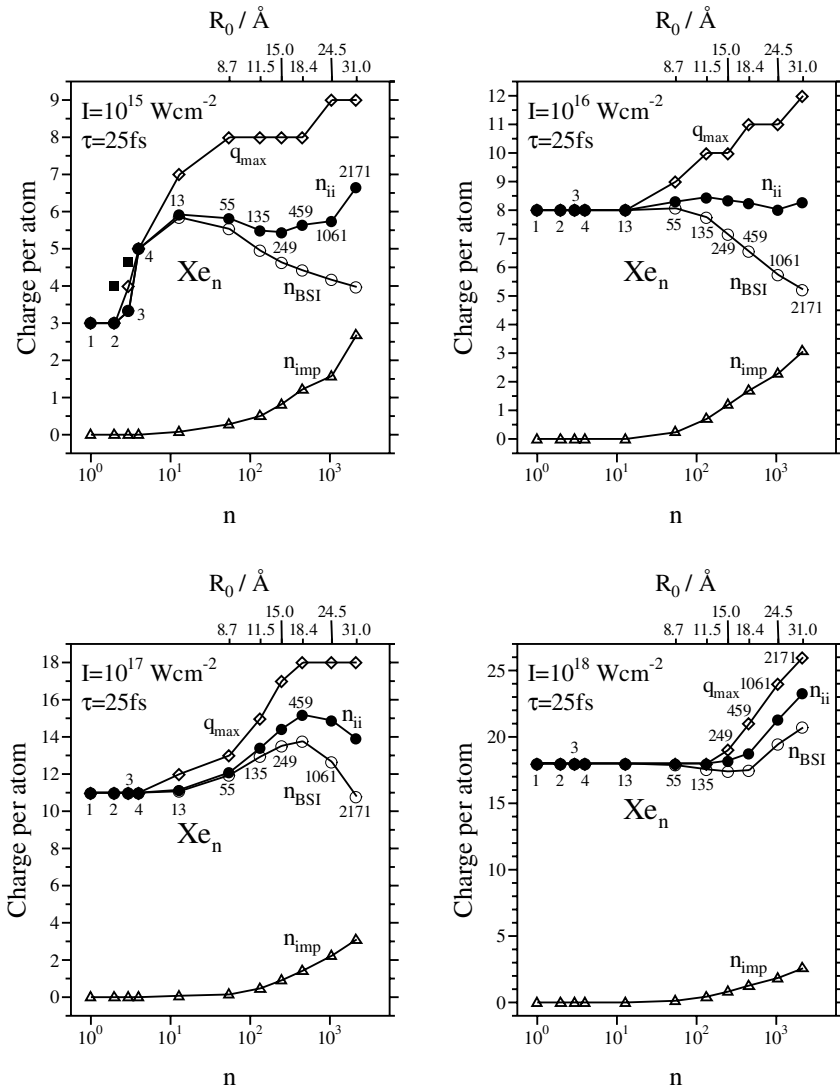 R0 / Å
15.0 24.5
8.7 11.5 18.4 31.0
I=10^15 Wcm-2
τ=25fs
qmax
nii
nBSI
nimp
Xen
1 2 3 4 13 55 135 249 459 1061 2171
Charge per atom
9
8
7
6
5
4
3
2
1
0
10^0 10^1 10^2 10^3
n
R0 / Å
15.0 24.5
8.7 11.5 18.4 31.0
I=10^16 Wcm-2
τ=25fs
qmax
nii
nBSI
nimp
Xen
1 2 3 4 13 55 135 249 459 1061 2171
Charge per atom
12
11
10
9
8
7
6
5
4
3
2
1
0
10^0 10^1 10^2 10^3
n
R0 / Å
15.0 24.5
8.7 11.5 18.4 31.0
I=10^17 Wcm-2
τ=25fs
qmax
nii
nBSI
nimp
Xen
1 2 3 4 13 55 135 249 459 1061 2171
Charge per atom
18
16
14
12
10
8
6
4
2
0
10^0 10^1 10^2 10^3
n
R0 / Å
15.0 24.5
8.7 11.5 18.4 31.0
I=10^18 Wcm-2
τ=25fs
qmax
nii
nBSI
nimp
Xen
1 2 3 4 13 55 135 249 459 1061 2171
Charge per atom
25
20
15
10
5
0
10^0 10^1 10^2 10^3
n